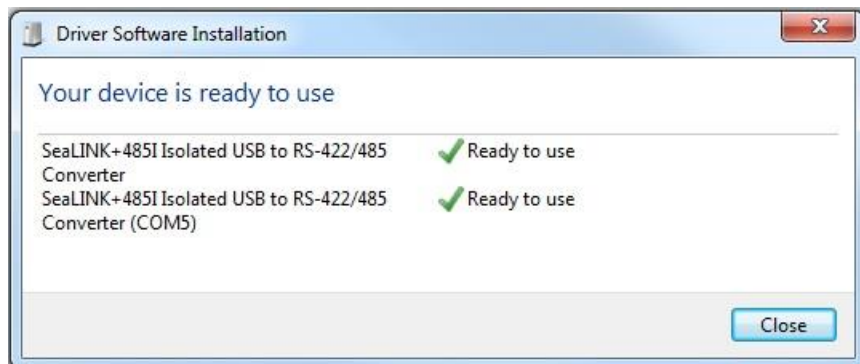 Driver Software Installation
Your device is ready to use
SeaLINK+485I Isolated USB to RS-422/485 Ready to use
Converter
SeaLINK+485I Isolated USB to RS-422/485 Ready to use
Converter (COM5)
Close